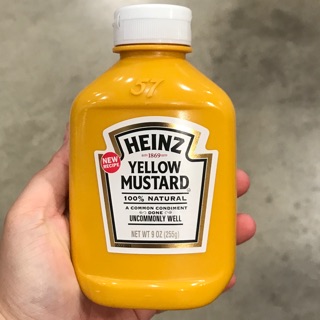 57
HEINZ
EST 1869
NEW
RECIPE
YELLOW
MUSTARD
100% NATURAL
A COMMON CONDIMENT
DONE
UNCOMMONLY WELL
NET WT 9 OZ (255g)